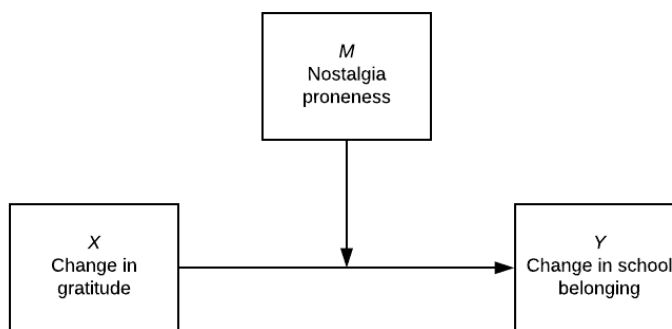 M
Nostalgia
proneness
X
Change in
gratitude
Y
Change in school
belonging